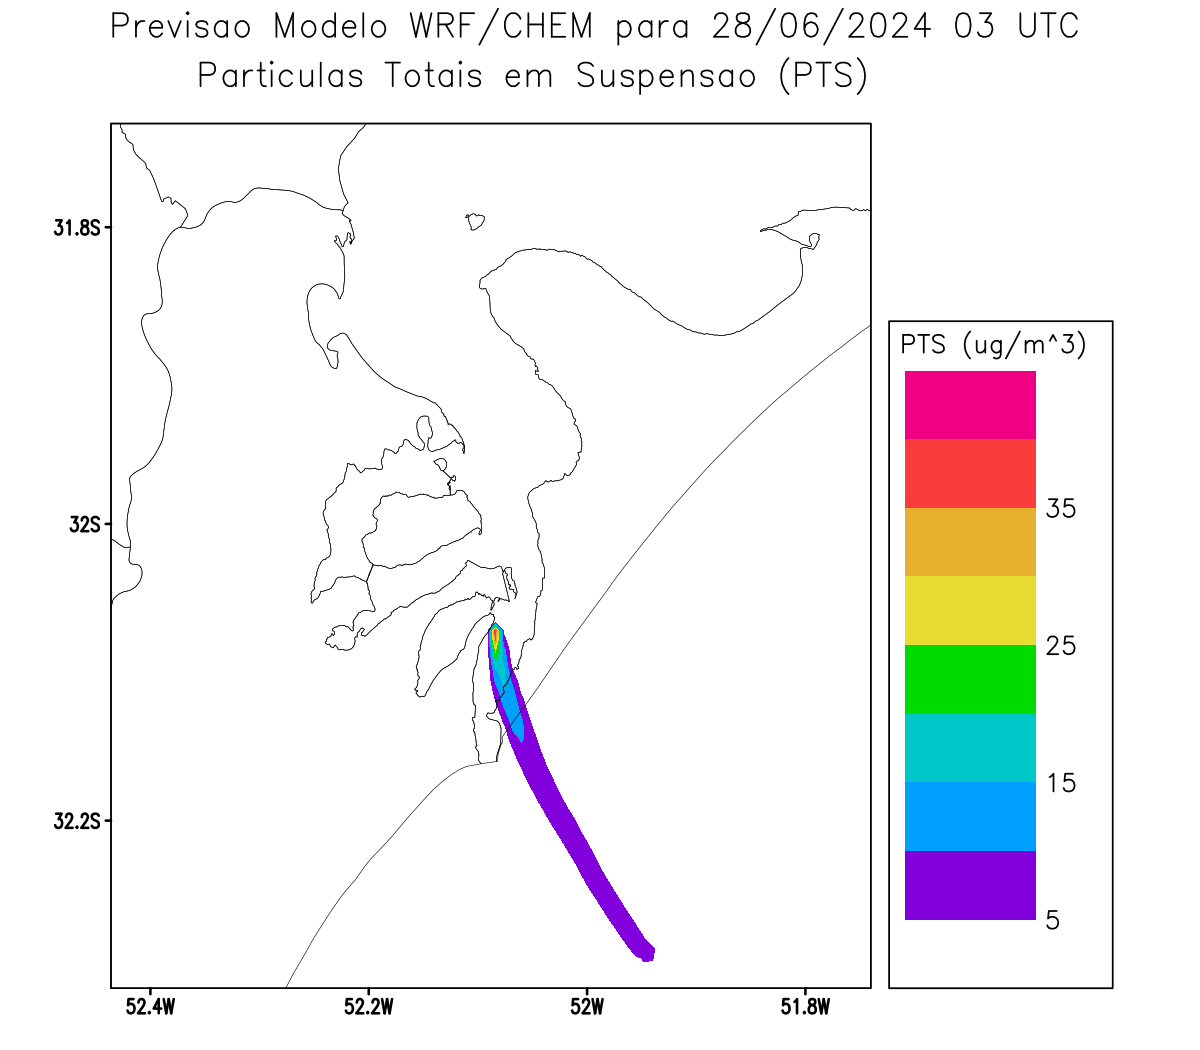 Previsao Modelo WRF/CHEM para 28/06/2024 03 UTC
Particulas Totais em Suspensao (PTS)
31.8S
32S
32.2S
52.4W
52.2W
52W
51.8W
PTS (ug/m^3)
35
25
15
5